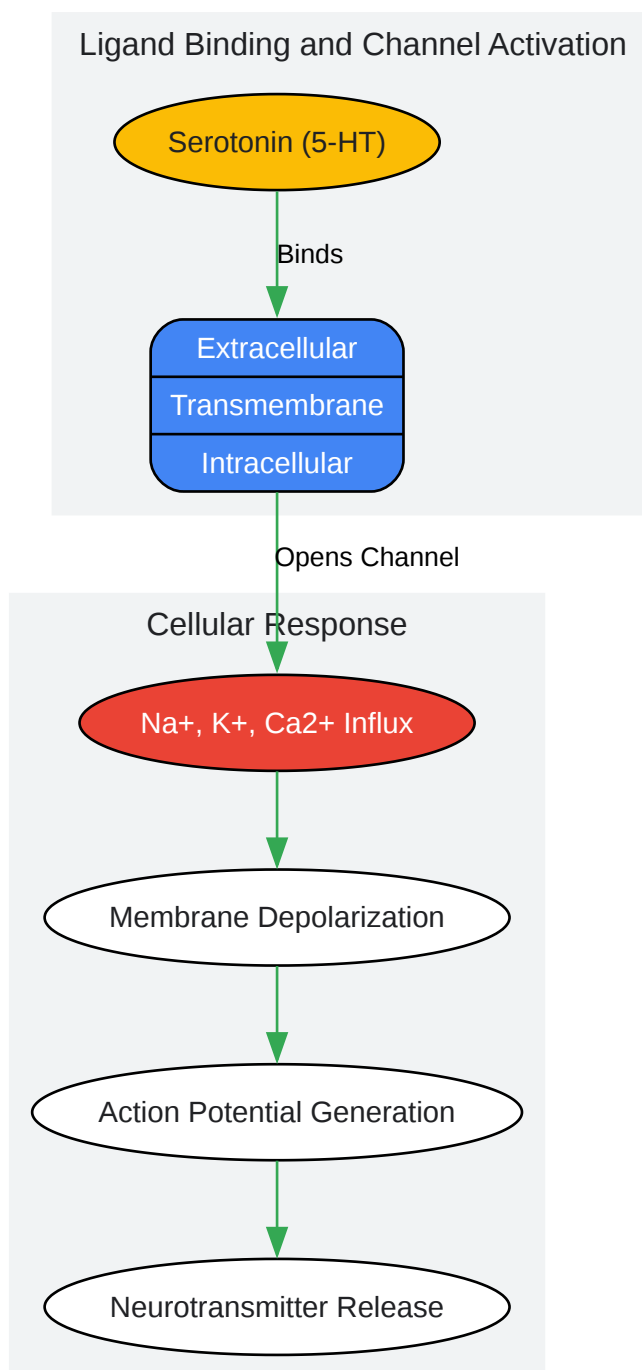 Ligand Binding and Channel Activation
Serotonin (5-HT)
Binds
Extracellular
Transmembrane
Intracellular
Opens Channel
Cellular Response
Na+, K+, Ca2+ Influx
Membrane Depolarization
Action Potential Generation
Neurotransmitter Release